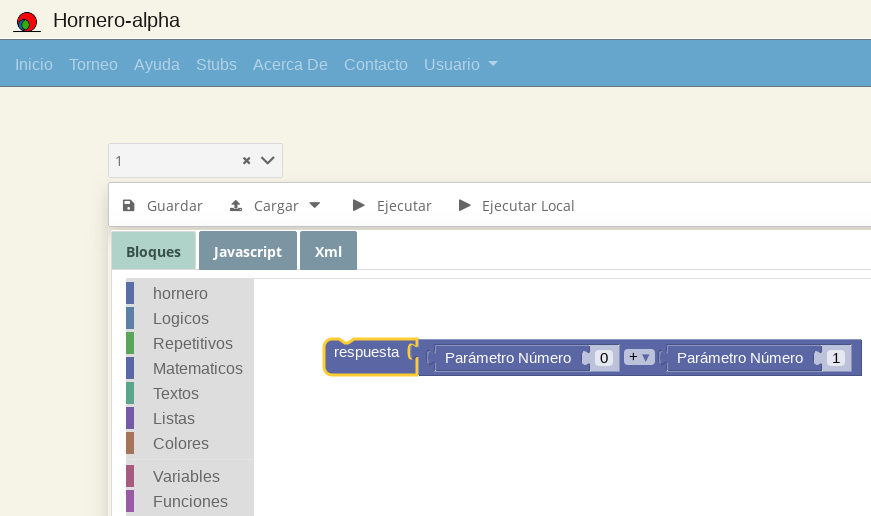 Hornero-alpha
Inicio Torneo Ayuda Stubs Acerca De Contacto Usuario
1
Guardar Cargar Ejecutar Ejecutar Local
Bloques Javascript Xml
hornero
Logicos
Repetitivos
Matematicos
Textos
Listas
Colores
Variables
Funciones
respuesta Parámetro Número 0 + Parámetro Número 1